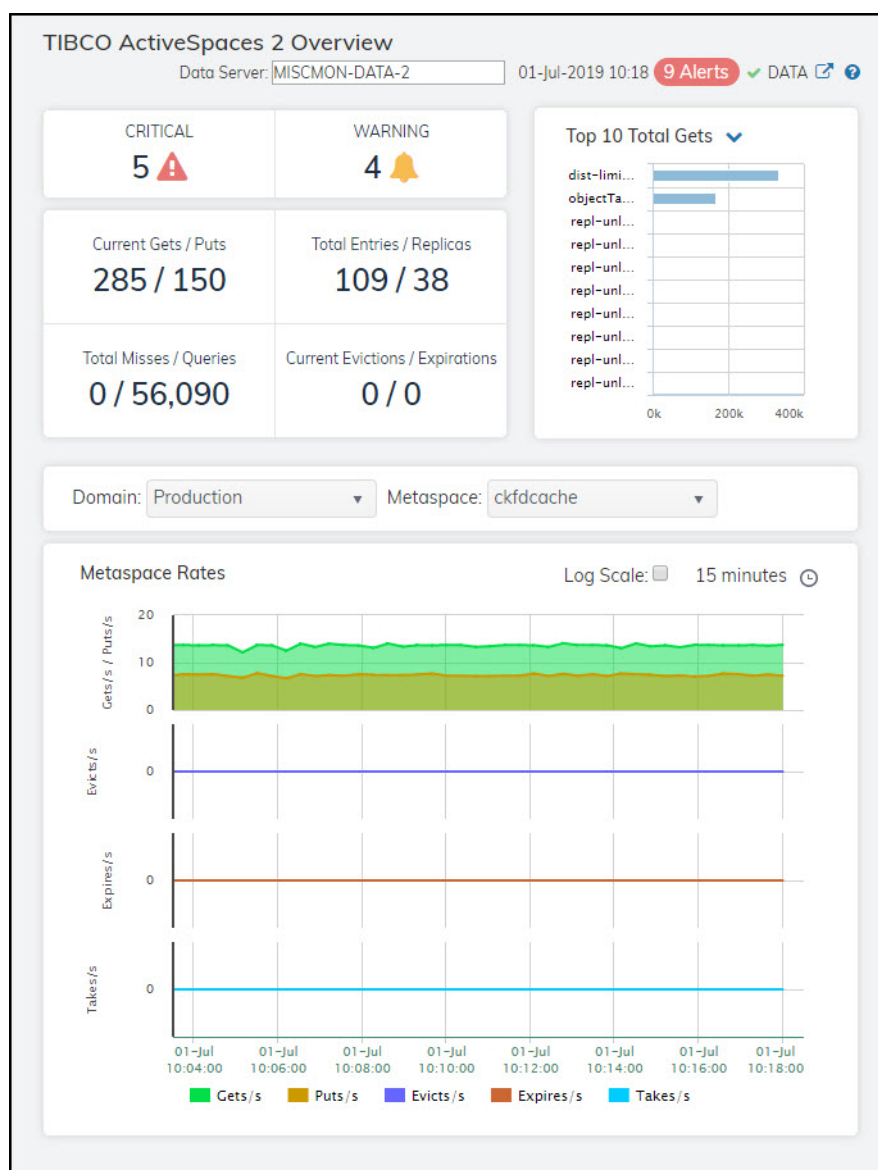 TIBCO ActiveSpaces 2 Overview
Data Server: MISCMON-DATA-2 01-Jul-2019 10:18 9 Alerts DATA
CRITICAL WARNING
5 4
Current Gets / Puts Total Entries / Replicas
285 / 150 109 / 38
Total Misses / Queries Current Evictions / Expirations
0 / 56,090 0 / 0
Top 10 Total Gets
dist-limi...
objectTa...
repl-unl...
repl-unl...
repl-unl...
repl-unl...
repl-unl...
repl-unl...
repl-unl...
repl-unl...
0k 200k 400k
Domain: Production Metaspace: ckfdcache
Metaspace Rates Log Scale: 15 minutes
Gets/s / Puts/s
20
10
0
Evicts/s
0
Expires/s
0
Takes/s
0
01-Jul 01-Jul 01-Jul 01-Jul 01-Jul 01-Jul 01-Jul 01-Jul
10:04:00 10:06:00 10:08:00 10:10:00 10:12:00 10:14:00 10:16:00 10:18:00
Gets/s Puts/s Evicts/s Expires/s Takes/s